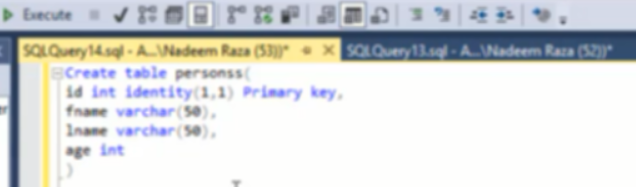 Execute
SQLQuery14.sql - A...\Nadeem Raza (53))*
SQLQuery13.sql - A...\Nadeem Raza (52))*
Create table personss(
id int identity(1,1) Primary key,
fname varchar(50),
lname varchar(50),
age int
)